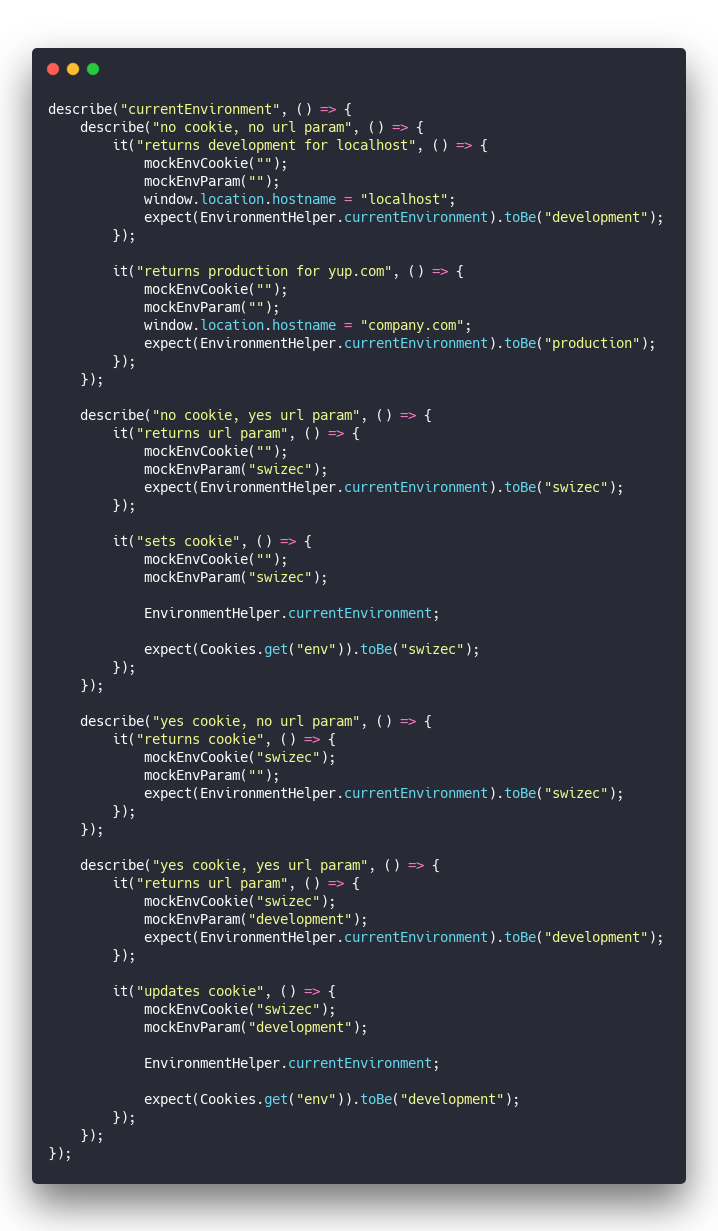 describe("currentEnvironment", () => {
    describe("no cookie, no url param", () => {
        it("returns development for localhost", () => {
            mockEnvCookie("");
            mockEnvParam("");
            window.location.hostname = "localhost";
            expect(EnvironmentHelper.currentEnvironment).toBe("development");
        });

        it("returns production for yup.com", () => {
            mockEnvCookie("");
            mockEnvParam("");
            window.location.hostname = "company.com";
            expect(EnvironmentHelper.currentEnvironment).toBe("production");
        });
    });

    describe("no cookie, yes url param", () => {
        it("returns url param", () => {
            mockEnvCookie("");
            mockEnvParam("swizec");
            expect(EnvironmentHelper.currentEnvironment).toBe("swizec");
        });

        it("sets cookie", () => {
            mockEnvCookie("");
            mockEnvParam("swizec");

            EnvironmentHelper.currentEnvironment;

            expect(Cookies.get("env")).toBe("swizec");
        });
    });

    describe("yes cookie, no url param", () => {
        it("returns cookie", () => {
            mockEnvCookie("swizec");
            mockEnvParam("");
            expect(EnvironmentHelper.currentEnvironment).toBe("swizec");
        });
    });

    describe("yes cookie, yes url param", () => {
        it("returns url param", () => {
            mockEnvCookie("swizec");
            mockEnvParam("development");
            expect(EnvironmentHelper.currentEnvironment).toBe("development");
        });

        it("updates cookie", () => {
            mockEnvCookie("swizec");
            mockEnvParam("development");

            EnvironmentHelper.currentEnvironment;

            expect(Cookies.get("env")).toBe("development");
        });
    });
});